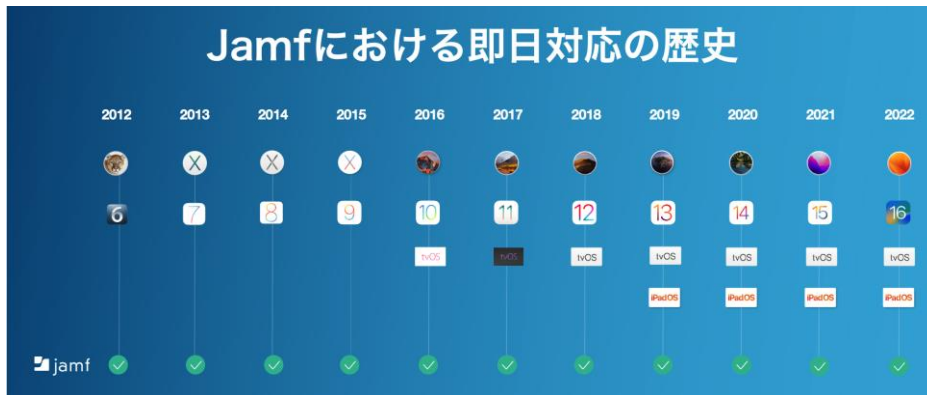 Jamfにおける即日対応の歴史
2012 2013 2014 2015 2016 2017 2018 2019 2020 2021 2022
X X X
6 7 8 9 10 11 12 13 14 15 16
tvOS tvOS tvOS tvOS tvOS tvOS tvOS
iPadOS iPadOS iPadOS iPadOS
jamf